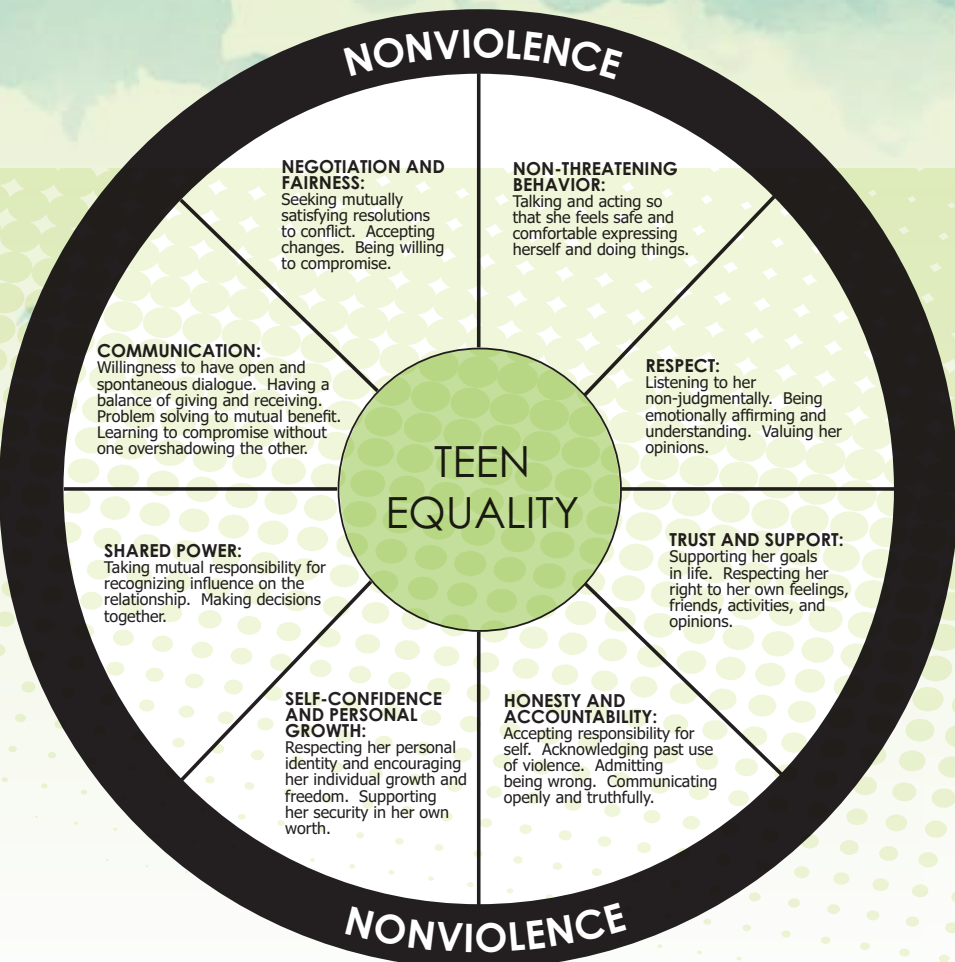 NONVIOLENCE
NEGOTIATION AND
FAIRNESS:
Seeking mutually
satisfying resolutions
to conflict.  Accepting
changes.  Being willing
to compromise.
NON-THREATENING
BEHAVIOR:
Talking and acting so
that she feels safe and
comfortable expressing
herself and doing things.
RESPECT:
Listening to her
non-judgmentally.  Being
emotionally affirming and
understanding.  Valuing her
opinions.
TRUST AND SUPPORT:
Supporting her goals
in life.  Respecting her
right to her own feelings,
friends, activities, and
opinions.
HONESTY AND
ACCOUNTABILITY:
Accepting responsibility for
self.  Acknowledging past use
of violence.  Admitting
being wrong.  Communicating
openly and truthfully.
SELF-CONFIDENCE
AND PERSONAL
GROWTH:
Respecting her personal
identity and encouraging
her individual growth and
freedom.  Supporting
her security in her own
worth.
SHARED POWER:
Taking mutual responsibility for
recognizing influence on the
relationship.  Making decisions
together.
COMMUNICATION:
Willingness to have open and
spontaneous dialogue.  Having a
balance of giving and receiving.
Problem solving to mutual benefit.
Learning to compromise without
one overshadowing the other.
TEEN
EQUALITY
NONVIOLENCE